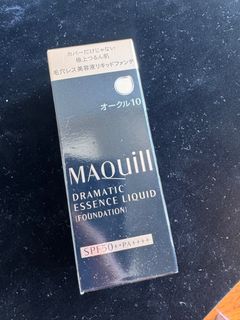 カバーだけじゃない
極上つるん肌
毛穴レス美容液リキッドファンデ
オークル10
MAQuill
DRAMATIC
ESSENCE LIQUID
(FOUNDATION)
SPF50+・PA++++